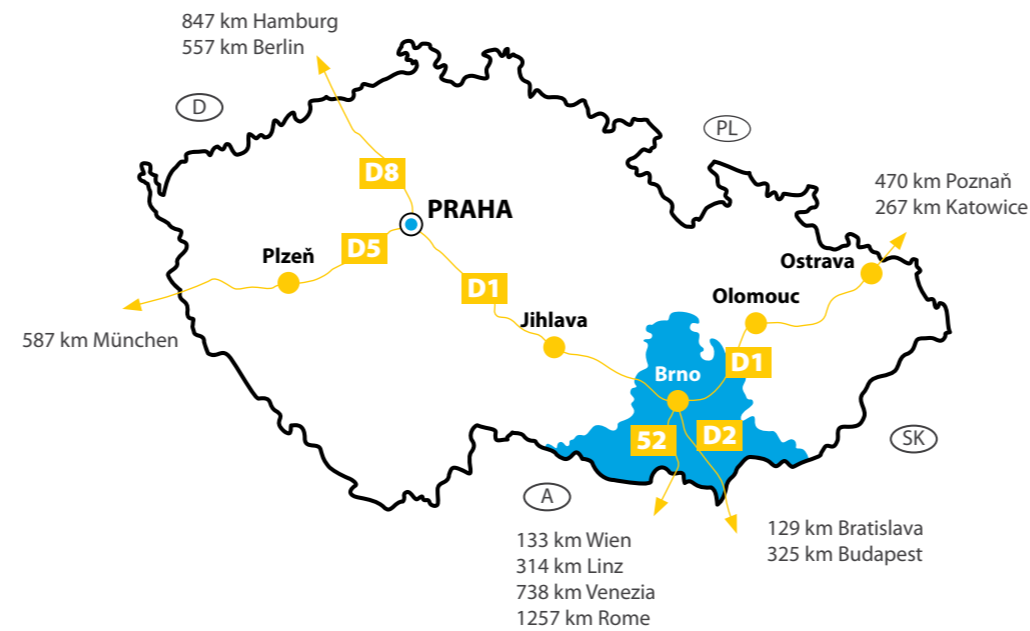 847 km Hamburg
557 km Berlin
D
PL
D8
470 km Poznań
267 km Katowice
PRAHA
D5
Plzeň
Ostrava
D1
Olomouc
587 km München
Jihlava
D1
Brno
52
D2
SK
A
133 km Wien
314 km Linz
738 km Venezia
1257 km Rome
129 km Bratislava
325 km Budapest